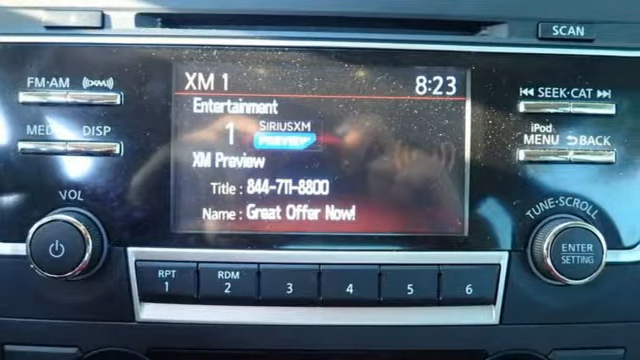 SCAN
FM·AM (XM)
MEDIA DISP
VOL
XM 1 8:23
Entertainment
1 SIRIUSXM
PREVIEW
XM Preview
Title : 844-711-8800
Name : Great Offer Now!
SEEK·CAT
iPod
MENU BACK
TUNE·SCROLL
ENTER
SETTING
RPT RDM
1 2 3 4 5 6